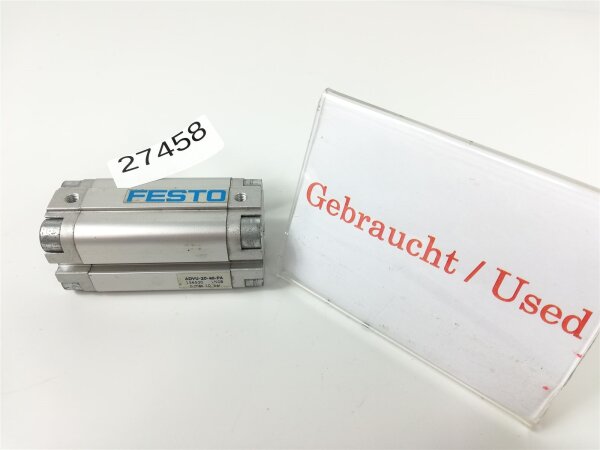 27458
FESTO
ADVU-20-40-PA
Gebraucht / Used